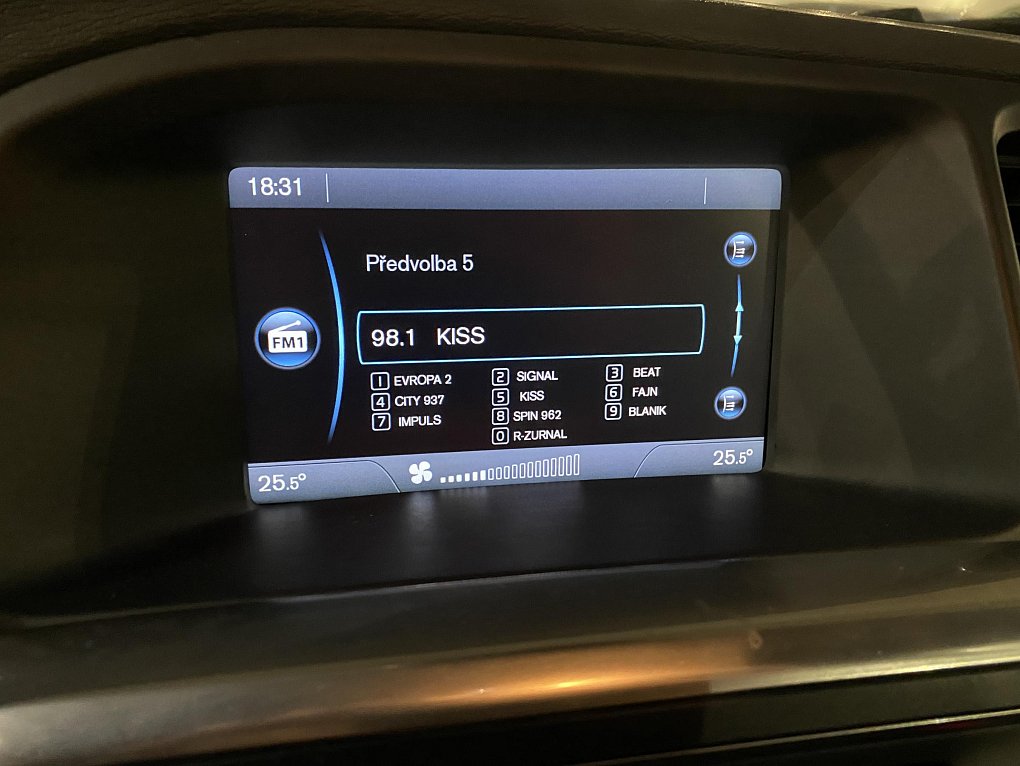 18:31
Předvolba 5
FM1
98.1 KISS
1 EVROPA 2 2 SIGNAL 3 BEAT
4 CITY 937 5 KISS 6 FAJN
7 IMPULS 8 SPIN 962 9 BLANIK
0 R-ZURNAL
25.5° 25.5°